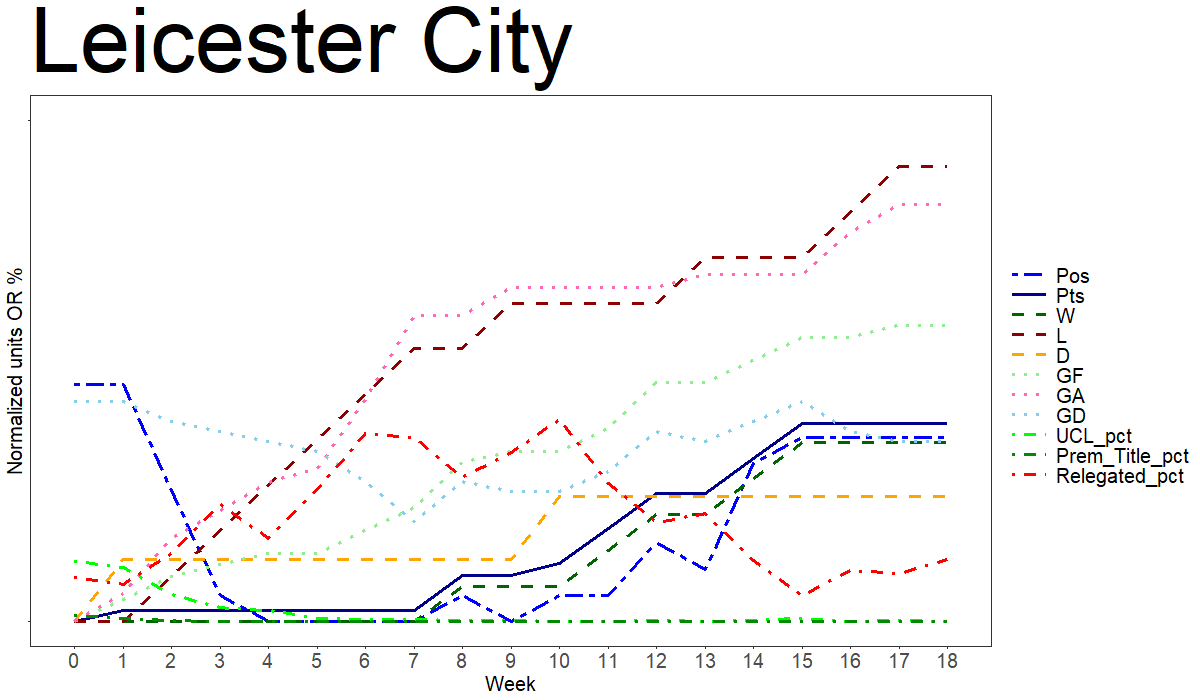 Leicester City
Normalized units OR %
0 1 2 3 4 5 6 7 8 9 10 11 12 13 14 15 16 17 18
Week
Pos
Pts
W
L
D
GF
GA
GD
UCL_pct
Prem_Title_pct
Relegated_pct